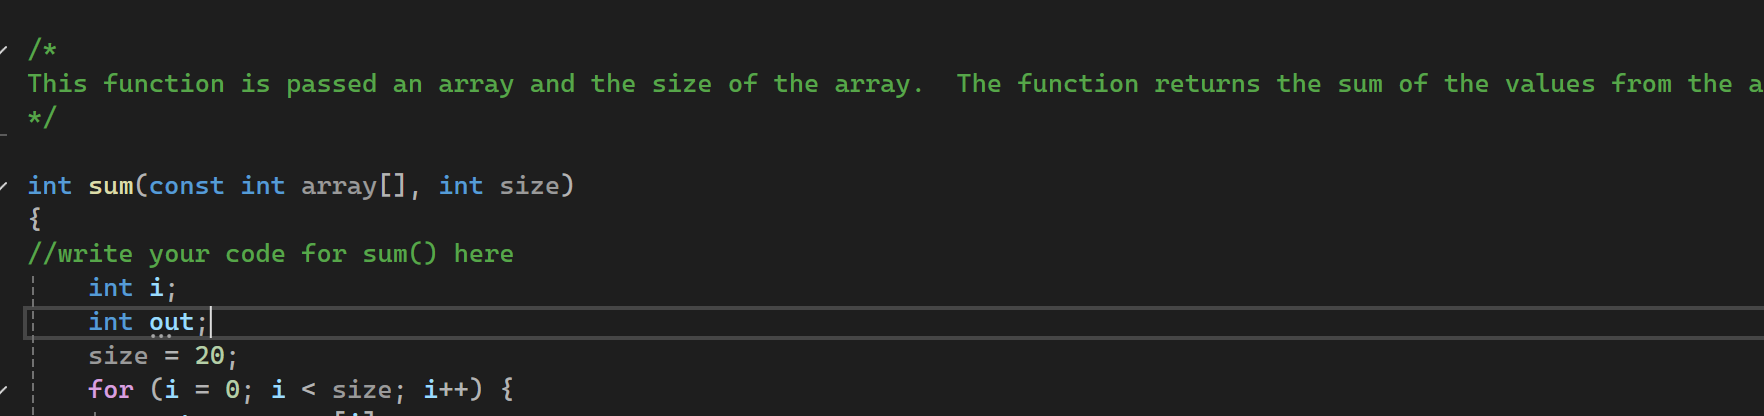 /*
This function is passed an array and the size of the array.  The function returns the sum of the values from the a
*/
int sum(const int array[], int size)
{
//write your code for sum() here
int i;
int out;
size = 20;
for (i = 0; i < size; i++) {